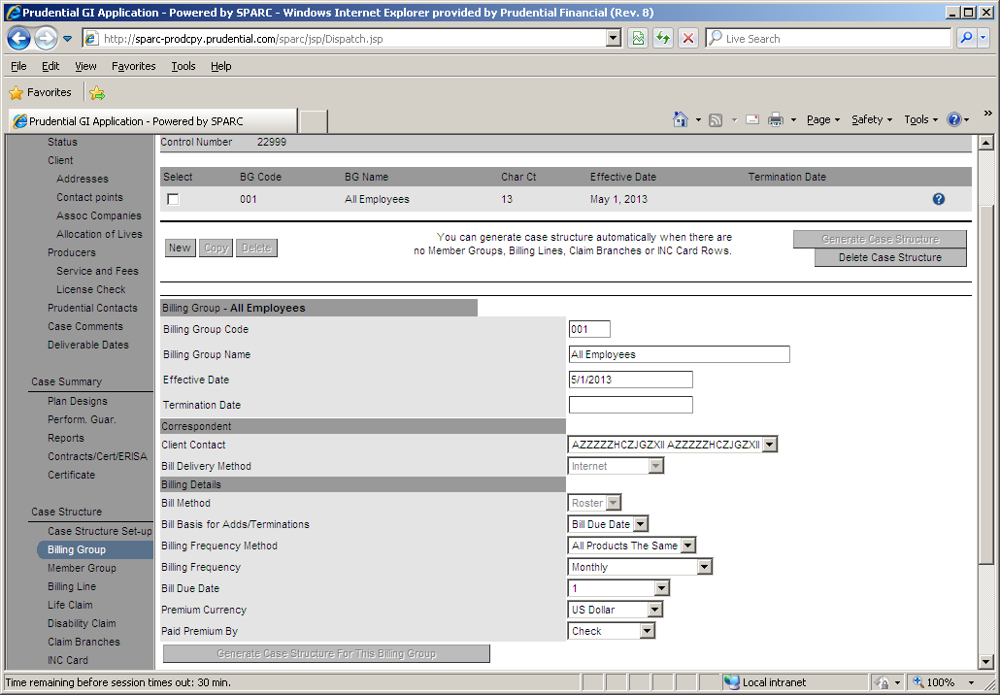 Prudential GI Application - Powered by SPARC - Windows Internet Explorer provided by Prudential Financial (Rev. 8)
http://sparc-prodcpy.prudential.com/sparc/jsp/Dispatch.jsp
Live Search
File Edit View Favorites Tools Help
Favorites
Prudential GI Application - Powered by SPARC
Page Safety Tools
Status
Client
Addresses
Contact points
Assoc Companies
Allocation of Lives
Producers
Service and Fees
License Check
Prudential Contacts
Case Comments
Deliverable Dates
Case Summary
Plan Designs
Perform. Guar.
Reports
Contracts/Cert/ERISA
Certificate
Case Structure
Case Structure Set-up
Billing Group
Member Group
Billing Line
Life Claim
Disability Claim
Claim Branches
INC Card
Control Number 22999
Select BG Code BG Name Char Ct Effective Date Termination Date
001 All Employees 13 May 1, 2013
New Copy Delete
You can generate case structure automatically when there are
no Member Groups, Billing Lines, Claim Branches or INC Card Rows.
Generate Case Structure
Delete Case Structure
Billing Group - All Employees
Billing Group Code 001
Billing Group Name All Employees
Effective Date 5/1/2013
Termination Date
Correspondent
Client Contact AZZZZZHCZJGZXII AZZZZZHCZJGZXII
Bill Delivery Method Internet
Billing Details
Bill Method Roster
Bill Basis for Adds/Terminations Bill Due Date
Billing Frequency Method All Products The Same
Billing Frequency Monthly
Bill Due Date 1
Premium Currency US Dollar
Paid Premium By Check
Generate Case Structure For This Billing Group
Time remaining before session times out: 30 min.
Local intranet
100%